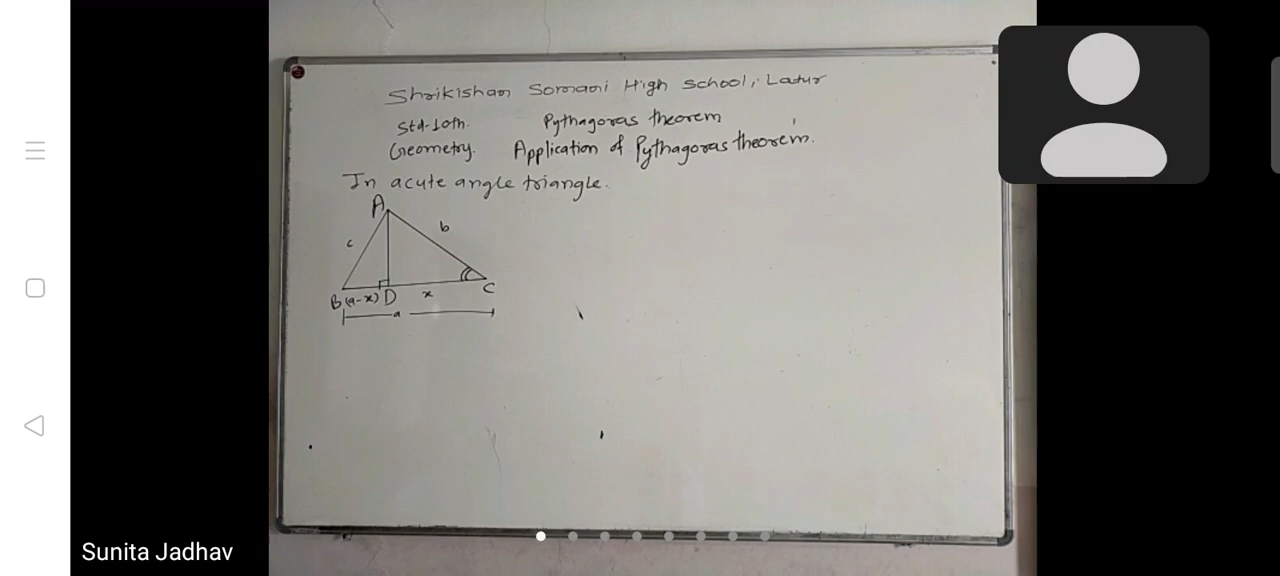 Shrikishan Somani High School, Latur
Std-10th. Pythagoras theorem
Geometry. Application of Pythagoras theorem.
In acute angle triangle.
A
c
b
B (a-x) D x C
a
Sunita Jadhav